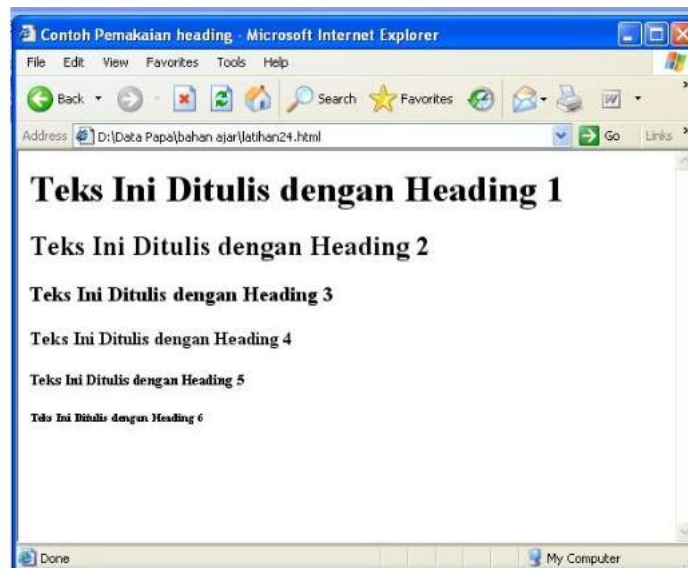 Contoh Pemakaian heading - Microsoft Internet Explorer
File Edit View Favorites Tools Help
Back Search Favorites
Address D:\Data Papa\bahan ajar\latihan24.html Go Links
Teks Ini Ditulis dengan Heading 1
Teks Ini Ditulis dengan Heading 2
Teks Ini Ditulis dengan Heading 3
Teks Ini Ditulis dengan Heading 4
Teks Ini Ditulis dengan Heading 5
Teks Ini Ditulis dengan Heading 6
Done My Computer